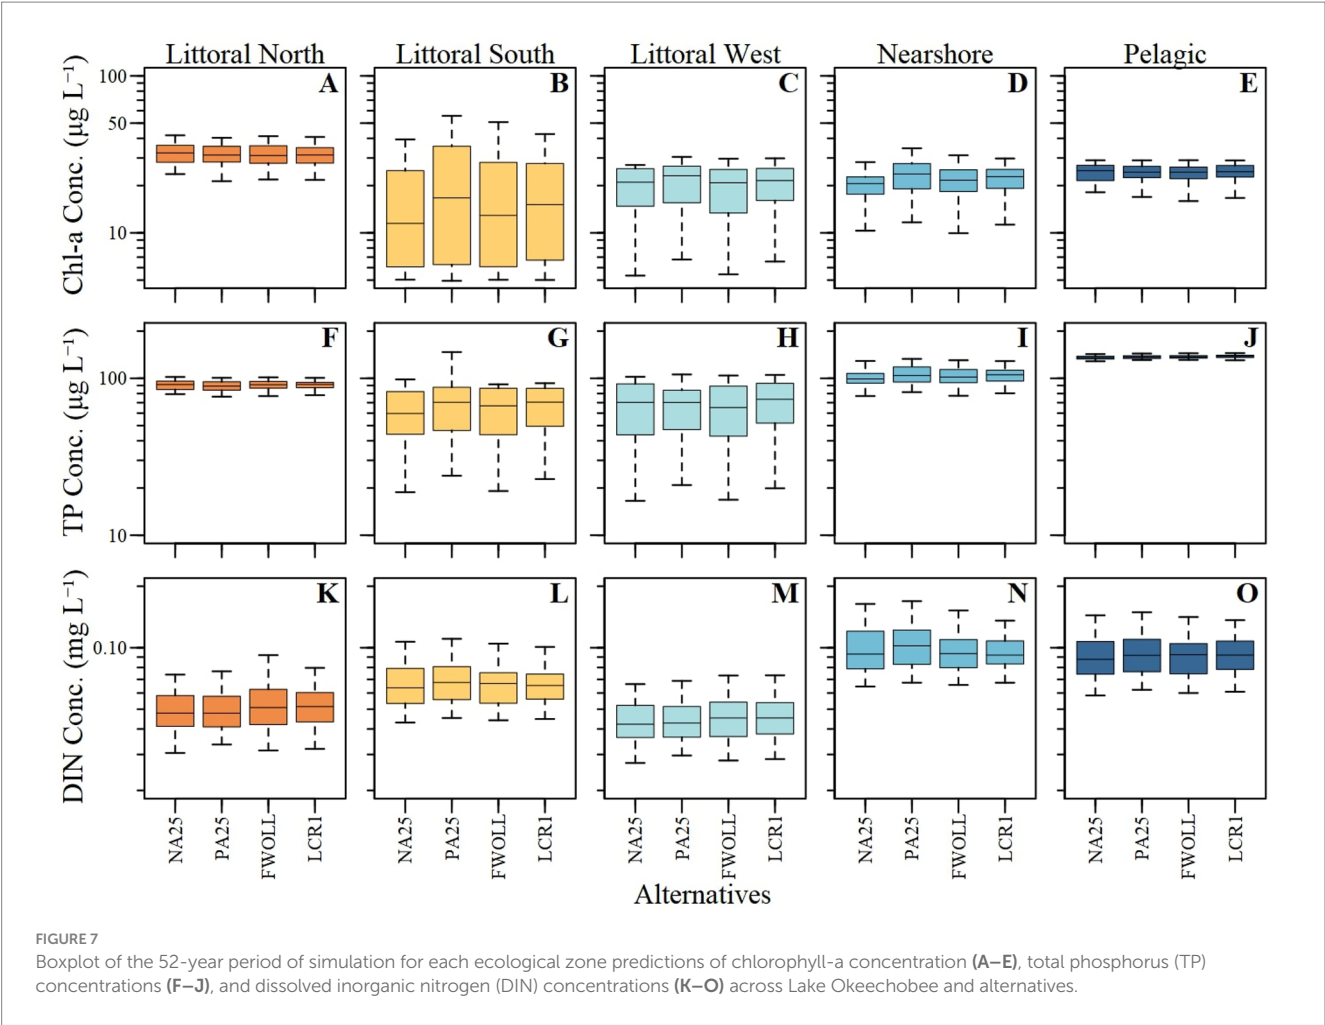 Littoral North Littoral South Littoral West Nearshore Pelagic
Chl-a Conc. (µg L⁻¹)
100
50
10
A B C D E
TP Conc. (µg L⁻¹)
100
10
F G H I J
DIN Conc. (mg L⁻¹)
0.10
K L M N O
NA25 PA25 FWOLL LCR1 NA25 PA25 FWOLL LCR1 NA25 PA25 FWOLL LCR1 NA25 PA25 FWOLL LCR1 NA25 PA25 FWOLL LCR1
Alternatives
FIGURE 7
Boxplot of the 52-year period of simulation for each ecological zone predictions of chlorophyll-a concentration (A–E), total phosphorus (TP)
concentrations (F–J), and dissolved inorganic nitrogen (DIN) concentrations (K–O) across Lake Okeechobee and alternatives.